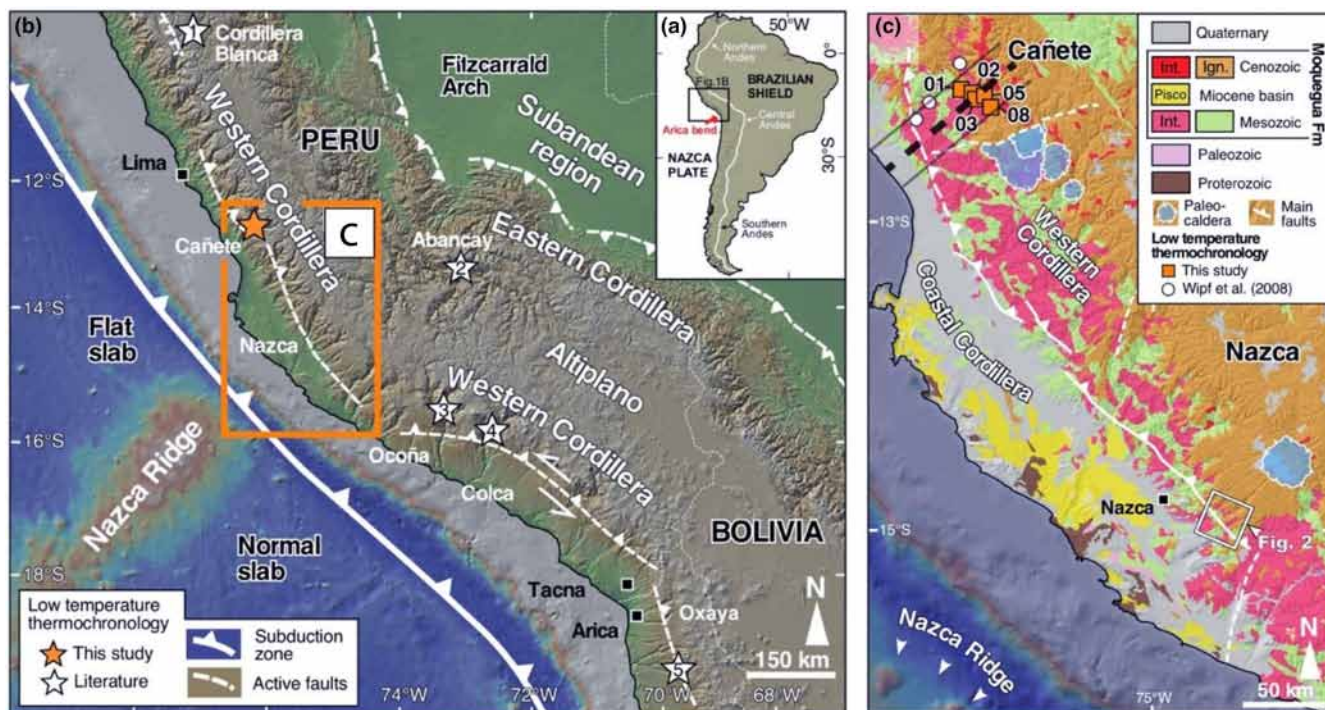 (b)
1
Cordillera
Blanca
Fitzcarrald
Arch
Subandean
region
Western Cordillera
PERU
Lima
12°S
Cañete
C
Abancay
2
Eastern Cordillera
14°S
Flat
slab
Nazca
Altiplano
Western Cordillera
3
4
16°S
Ocoña
Nazca Ridge
Colca
BOLIVIA
Normal
slab
18°S
Tacna
Arica
Oxaya
N
150 km
5
74°W
72°W
70°W
68°W
Low temperature
thermochronology
This study
Literature
Subduction
zone
Active faults
(a)
50°W
0°
Northern
Andes
Fig.1B
BRAZILIAN
SHIELD
Arica bend
Central
Andes
30°S
NAZCA
PLATE
Southern
Andes
(c)
Cañete
01
02
05
03
08
13°S
Western
Cordillera
Coastal Cordillera
Nazca
Nazca
15°S
Fig. 2
Nazca Ridge
75°W
N
50 km
Quaternary
Int.
Ign.
Cenozoic
Pisco
Miocene basin
Int.
Mesozoic
Moquegua Fm
Paleozoic
Proterozoic
Paleo-
caldera
Main
faults
Low temperature
thermochronology
This study
Wipf et al. (2008)